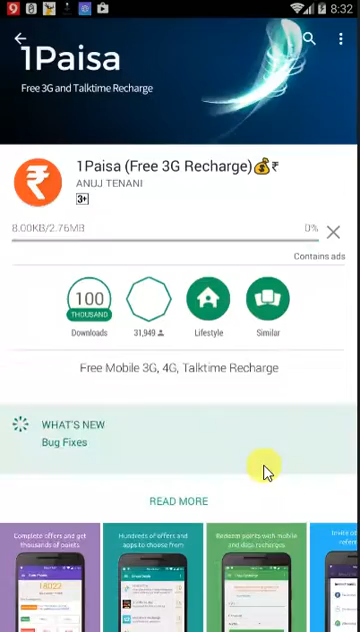 8:32
1Paisa
Free 3G and Talktime Recharge
1Paisa (Free 3G Recharge)💰₹
ANUJ TENANI
3+
8.00KB/2.76MB 0%
Contains ads
100
THOUSAND
Downloads 31,949 Lifestyle Similar
Free Mobile 3G, 4G, Talktime Recharge
WHAT'S NEW
Bug Fixes
READ MORE
Complete offers and get
thousands of points
Hundreds of offers and
apps to choose from
Redeem points with mobile
and data recharges
Invite
refer
18022